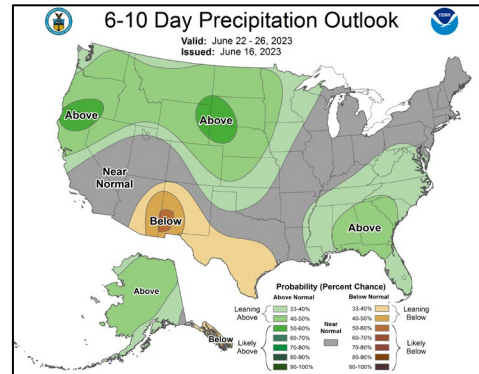 6-10 Day Precipitation Outlook
Valid: June 22 - 26, 2023
Issued: June 16, 2023
Above
Above
Near
Normal
Below
Above
Above
Below
Probability (Percent Chance)
Above Normal
Below Normal
Leaning
Above
33-40%
40-50%
50-60%
Likely
Above
60-70%
70-80%
80-90%
90-100%
Near
Normal
33-40%
40-50%
50-60%
Leaning
Below
60-70%
70-80%
80-90%
90-100%
Likely
Below